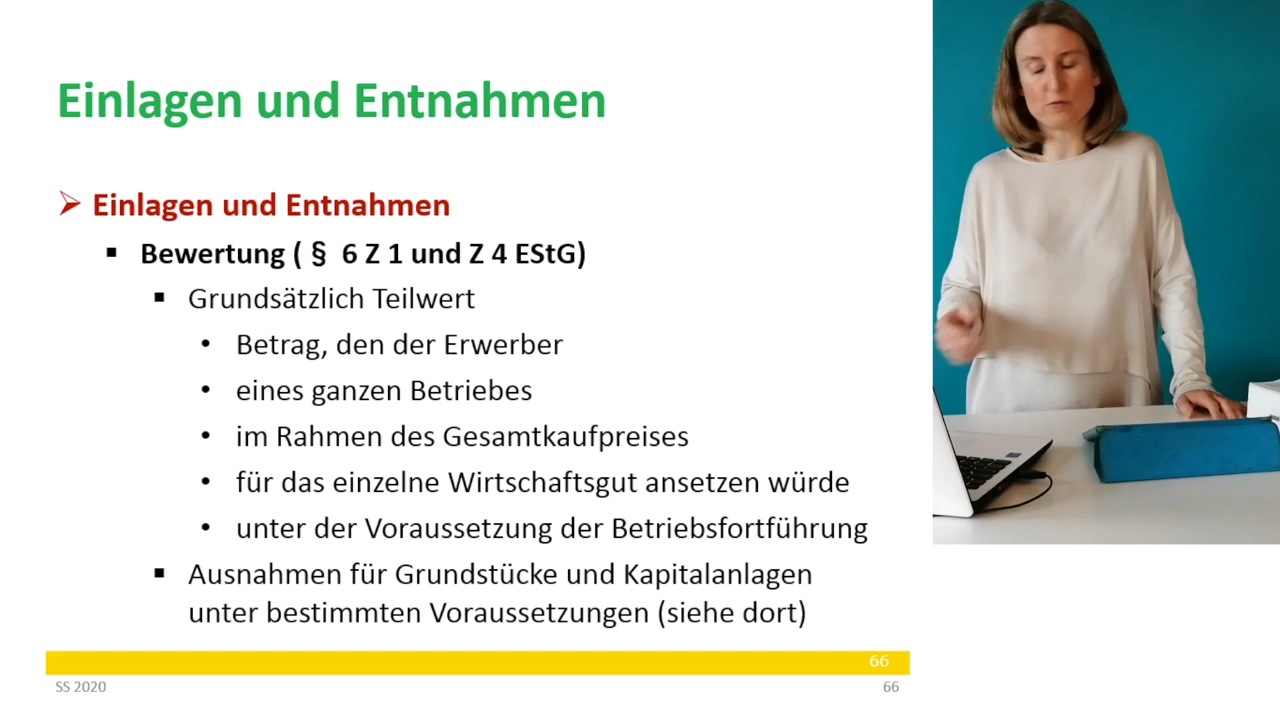 Einlagen und Entnahmen
➢ Einlagen und Entnahmen
▪ Bewertung ( § 6 Z 1 und Z 4 EStG)
▪ Grundsätzlich Teilwert
• Betrag, den der Erwerber
• eines ganzen Betriebes
• im Rahmen des Gesamtkaufpreises
• für das einzelne Wirtschaftsgut ansetzen würde
• unter der Voraussetzung der Betriebsfortführung
▪ Ausnahmen für Grundstücke und Kapitalanlagen
unter bestimmten Voraussetzungen (siehe dort)
66
SS 2020
66